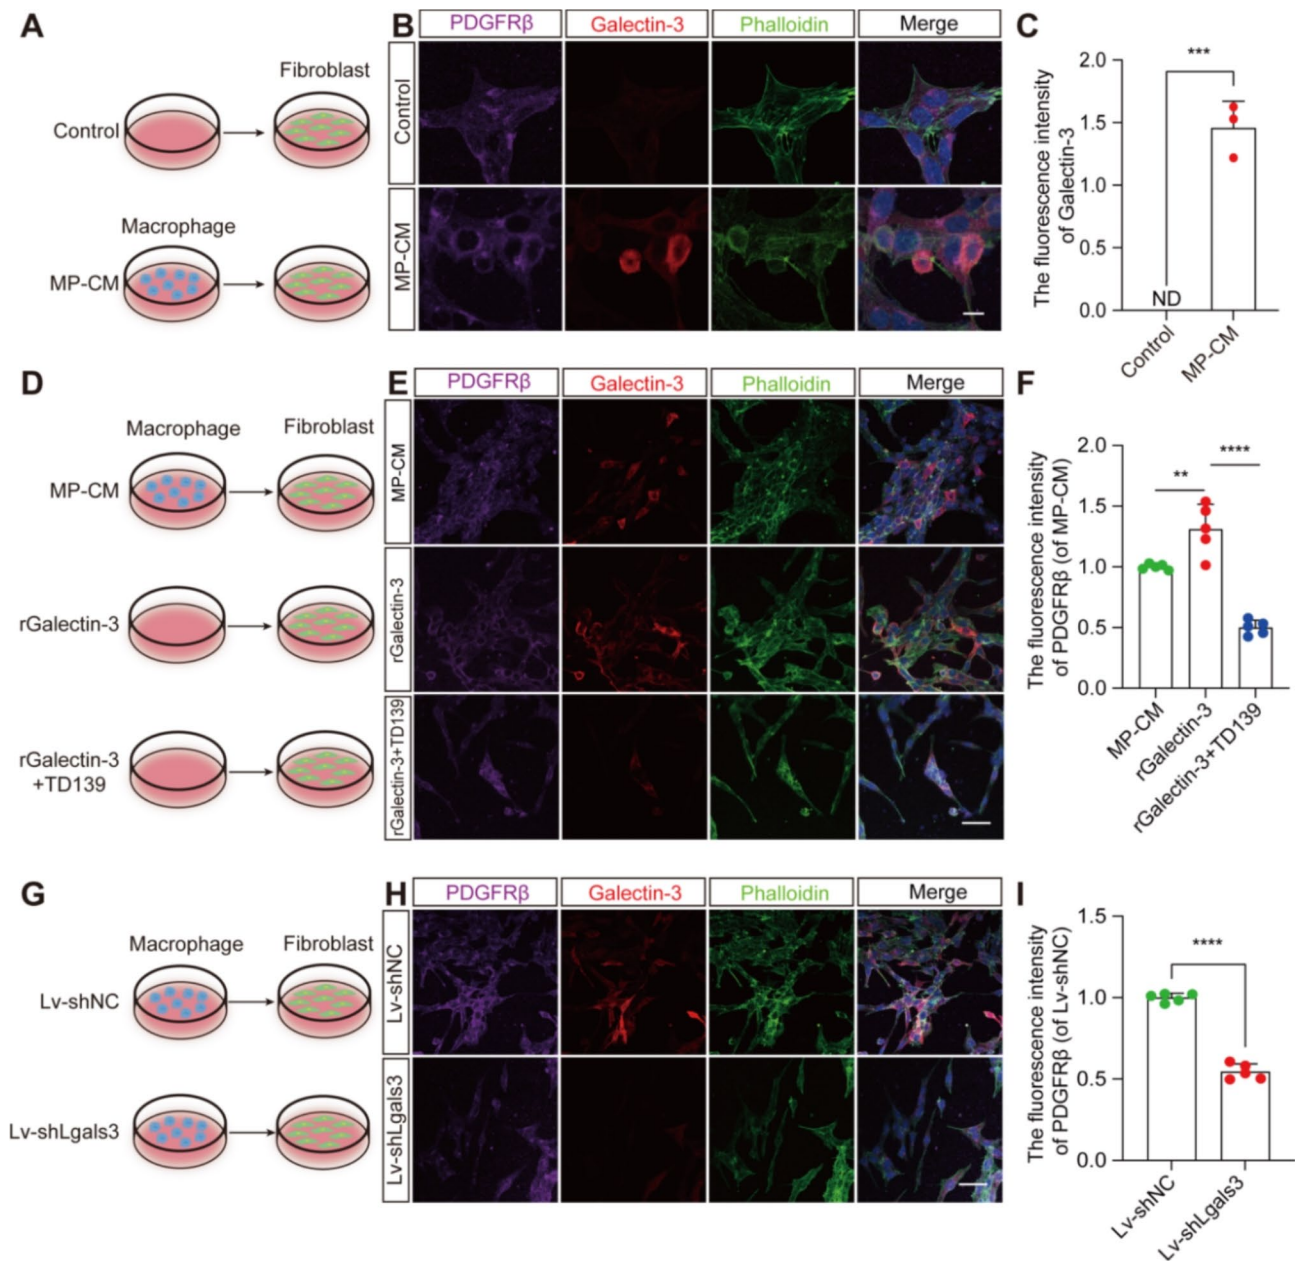 A
Control
Fibroblast
Macrophage
MP-CM
B
PDGFRβ
Galectin-3
Phalloidin
Merge
Control
MP-CM
C
The fluorescence intensity
of Galectin-3
2.0
1.5
1.0
0.5
0.0
***
ND
Control
MP-CM
D
Macrophage
Fibroblast
MP-CM
rGalectin-3
rGalectin-3
+TD139
E
PDGFRβ
Galectin-3
Phalloidin
Merge
MP-CM
rGalectin-3
rGalectin-3+TD139
F
The fluorescence intensity
of PDGFRβ (of MP-CM)
2.0
1.5
1.0
0.5
0.0
**
****
MP-CM
rGalectin-3
rGalectin-3+TD139
G
Macrophage
Fibroblast
Lv-shNC
Lv-shLgals3
H
PDGFRβ
Galectin-3
Phalloidin
Merge
Lv-shNC
Lv-shLgals3
I
The fluorescence intensity
of PDGFRβ (of Lv-shNC)
1.5
1.0
0.5
0.0
****
Lv-shNC
Lv-shLgals3